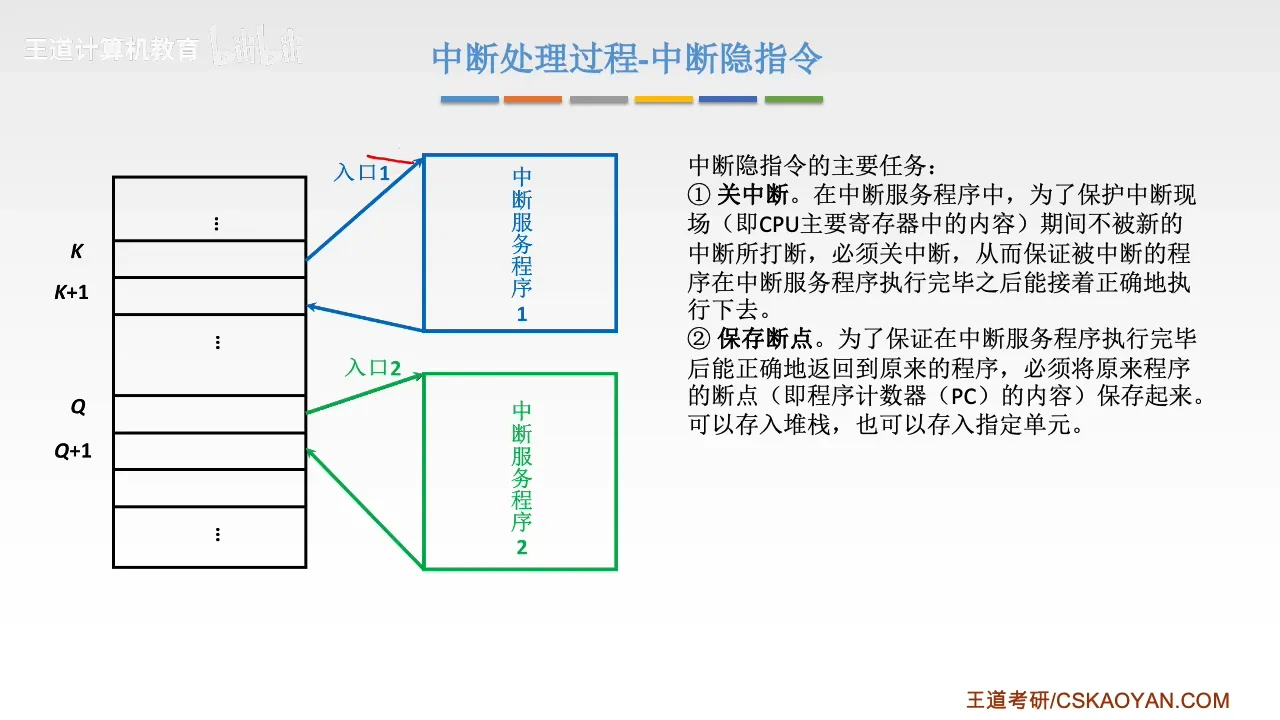 王道计算机教育 bilibili
中断处理过程-中断隐指令
⋮
K
K+1
⋮
Q
Q+1
⋮
入口1
中断服务程序1
入口2
中断服务程序2
中断隐指令的主要任务：
① 关中断。在中断服务程序中，为了保护中断现
场（即CPU主要寄存器中的内容）期间不被新的
中断所打断，必须关中断，从而保证被中断的程
序在中断服务程序执行完毕之后能接着正确地执
行下去。
② 保存断点。为了保证在中断服务程序执行完毕
后能正确地返回到原来的程序，必须将原来程序
的断点（即程序计数器（PC）的内容）保存起来。
可以存入堆栈，也可以存入指定单元。
王道考研/CSKAOYAN.COM